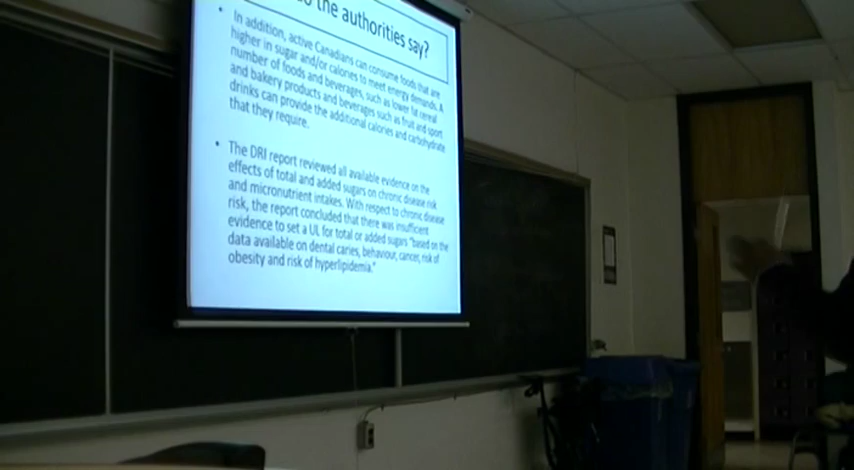 the authorities say?
• In addition, active Canadians can consume foods that are
higher in sugar and/or calories to meet energy demands. A
number of foods and beverages, such as lower fat cereal
and bakery products and beverages such as fruit and sport
drinks can provide the additional calories and carbohydrate
that they require.
• The DRI report reviewed all available evidence on the
effects of total and added sugars on chronic disease risk
and micronutrient intakes. With respect to chronic disease
risk, the report concluded that there was insufficient
evidence to set a UL for total or added sugars "based on the
data available on dental caries, behaviour, cancer, risk of
obesity and risk of hyperlipidemia."